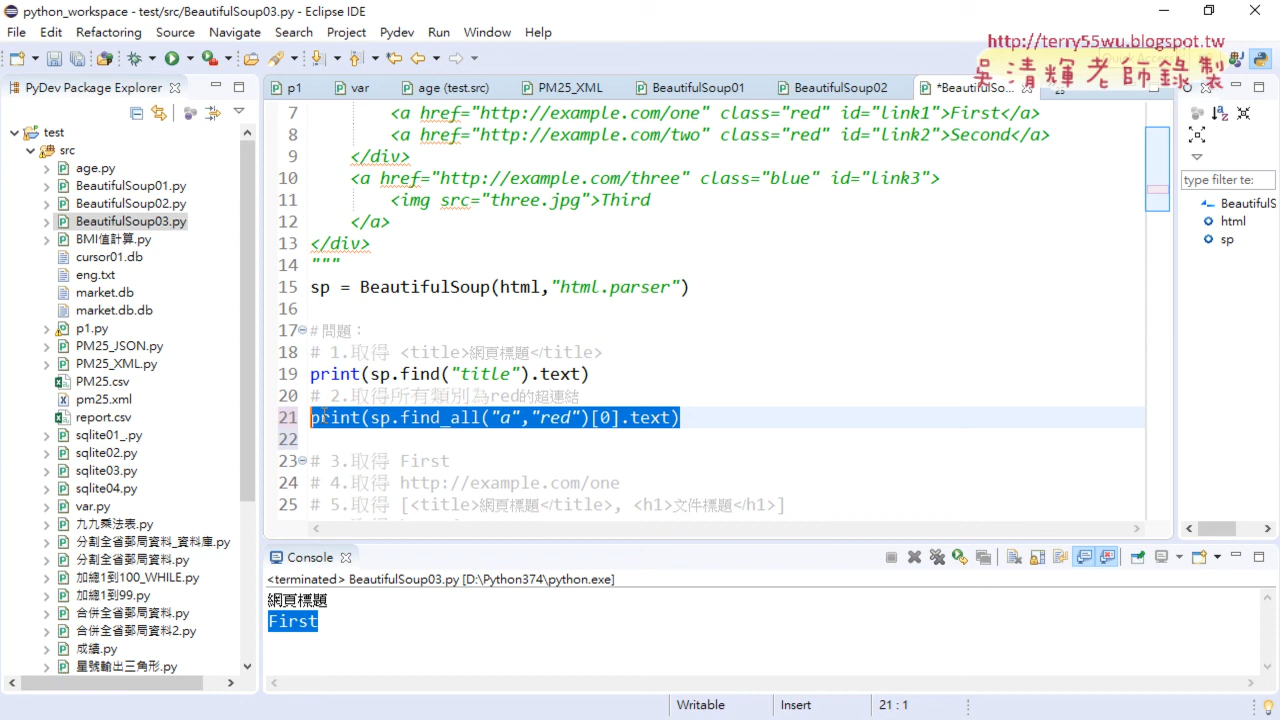 python_workspace - test/src/BeautifulSoup03.py - Eclipse IDE
File Edit Refactoring Source Navigate Search Project Pydev Run Window Help
http://terry55wu.blogspot.tw
吳清輝老師錄製
PyDev Package Explorer
p1
var
age (test.src)
PM25_XML
BeautifulSoup01
BeautifulSoup02
*BeautifulSo...
test
src
age.py
BeautifulSoup01.py
BeautifulSoup02.py
BeautifulSoup03.py
BMI值計算.py
cursor01.db
eng.txt
market.db
market.db.db
p1.py
PM25_JSON.py
PM25_XML.py
PM25.csv
pm25.xml
report.csv
sqlite01_.py
sqlite02.py
sqlite03.py
sqlite04.py
var.py
九九乘法表.py
分割全省郵局資料_資料庫.py
分割全省郵局資料.py
加總1到100_WHILE.py
加總1到99.py
合併全省郵局資料.py
合併全省郵局資料2.py
成績.py
星號輸出三角形.py
7 <a href="http://example.com/one" class="red" id="link1">First</a>
8 <a href="http://example.com/two" class="red" id="link2">Second</a>
9 </div>
10 <a href="http://example.com/three" class="blue" id="link3">
11 <img src="three.jpg">Third
12 </a>
13 </div>
14 """
15 sp = BeautifulSoup(html,"html.parser")
16
17 #問題：
18 # 1.取得 <title>網頁標題</title>
19 print(sp.find("title").text)
20 # 2.取得所有類別為red的超連結
21 print(sp.find_all("a","red")[0].text)
22
23 # 3.取得 First
24 # 4.取得 http://example.com/one
25 # 5.取得 [<title>網頁標題</title>, <h1>文件標題</h1>]
type filter te:
BeautifulS
html
sp
Console
<terminated> BeautifulSoup03.py [D:\Python374\python.exe]
網頁標題
First
Writable Insert 21 : 1